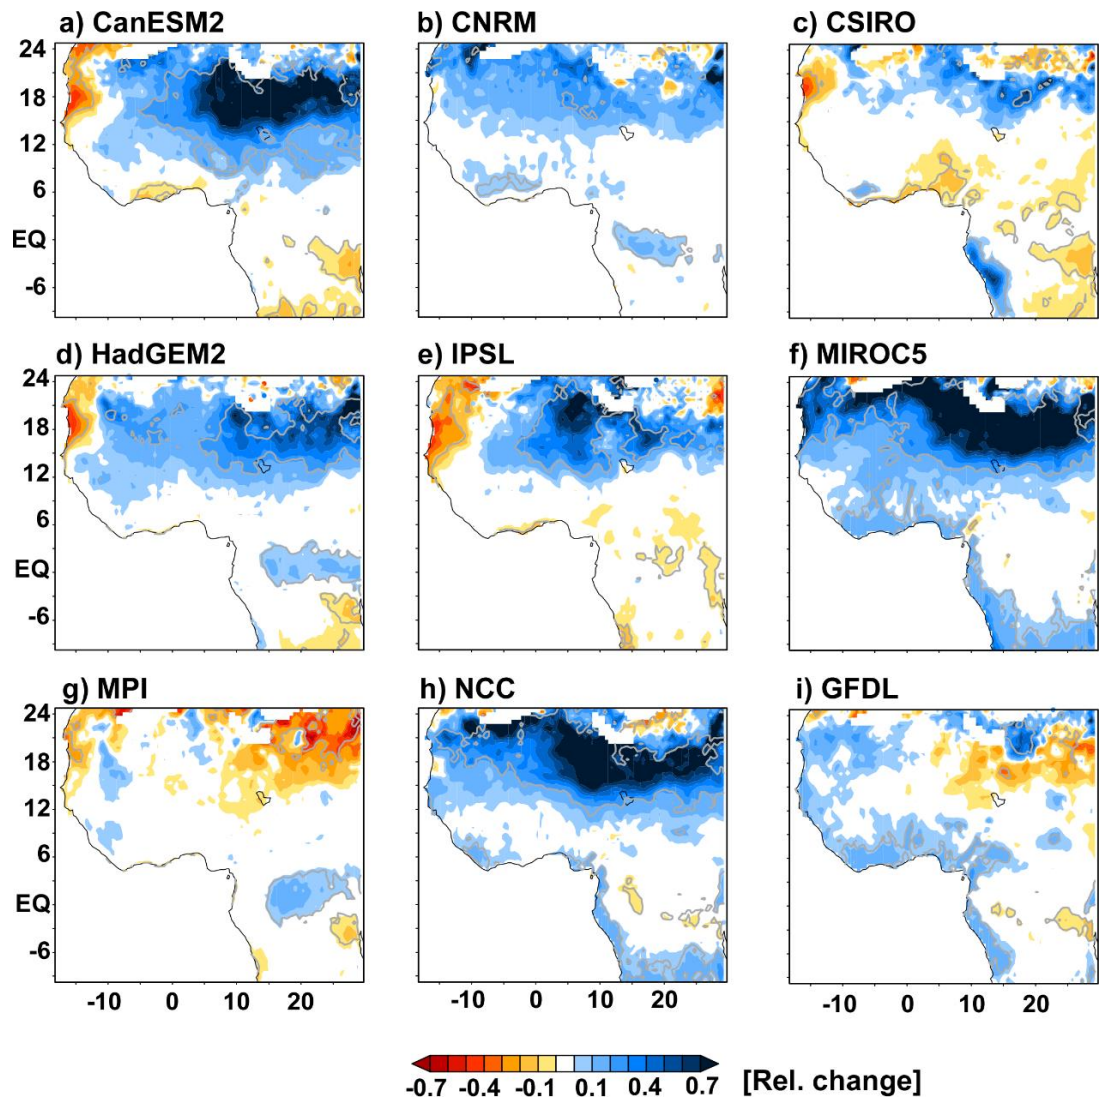 a) CanESM2 b) CNRM c) CSIRO
24
18
12
6
EQ
-6
d) HadGEM2 e) IPSL f) MIROC5
24
18
12
6
EQ
-6
g) MPI h) NCC i) GFDL
24
18
12
6
EQ
-6
-10 0 10 20 -10 0 10 20 -10 0 10 20
-0.7 -0.4 -0.1 0.1 0.4 0.7 [Rel. change]